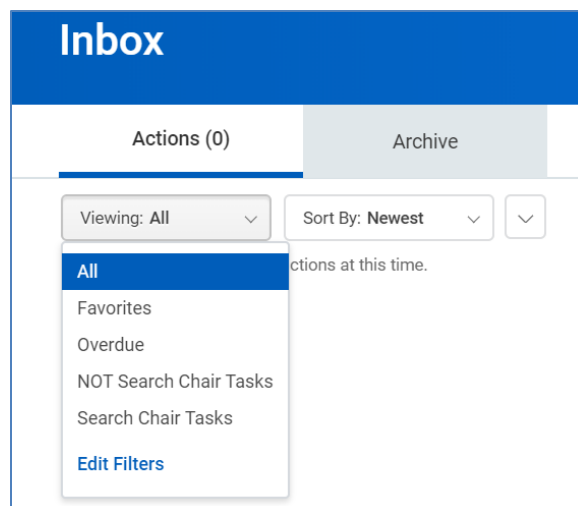 Inbox
Actions (0)
Archive
Viewing: All
Sort By: Newest
All
ctions at this time.
Favorites
Overdue
NOT Search Chair Tasks
Search Chair Tasks
Edit Filters